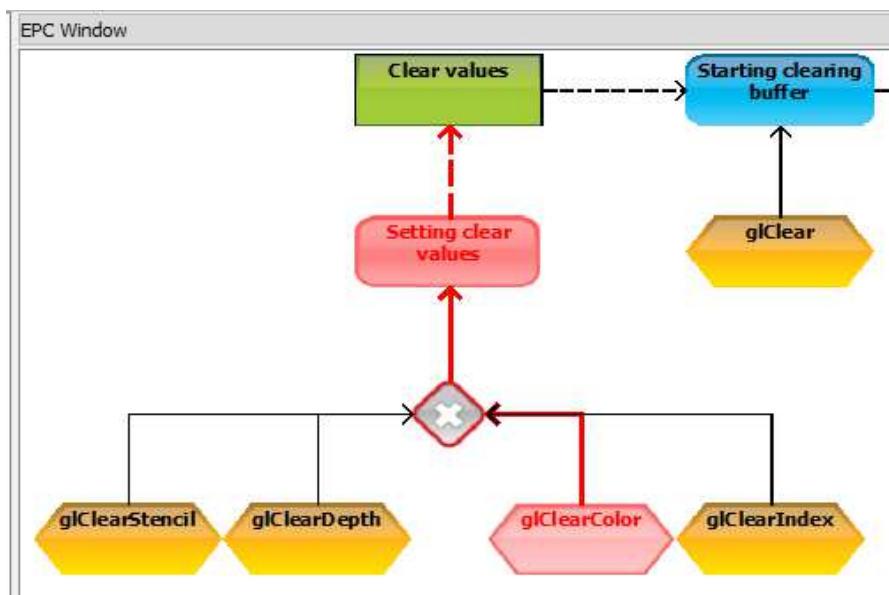 EPC Window
Clear values
Starting clearing
buffer
Setting clear
values
glClear
glClearStencil
glClearDepth
glClearColor
glClearIndex